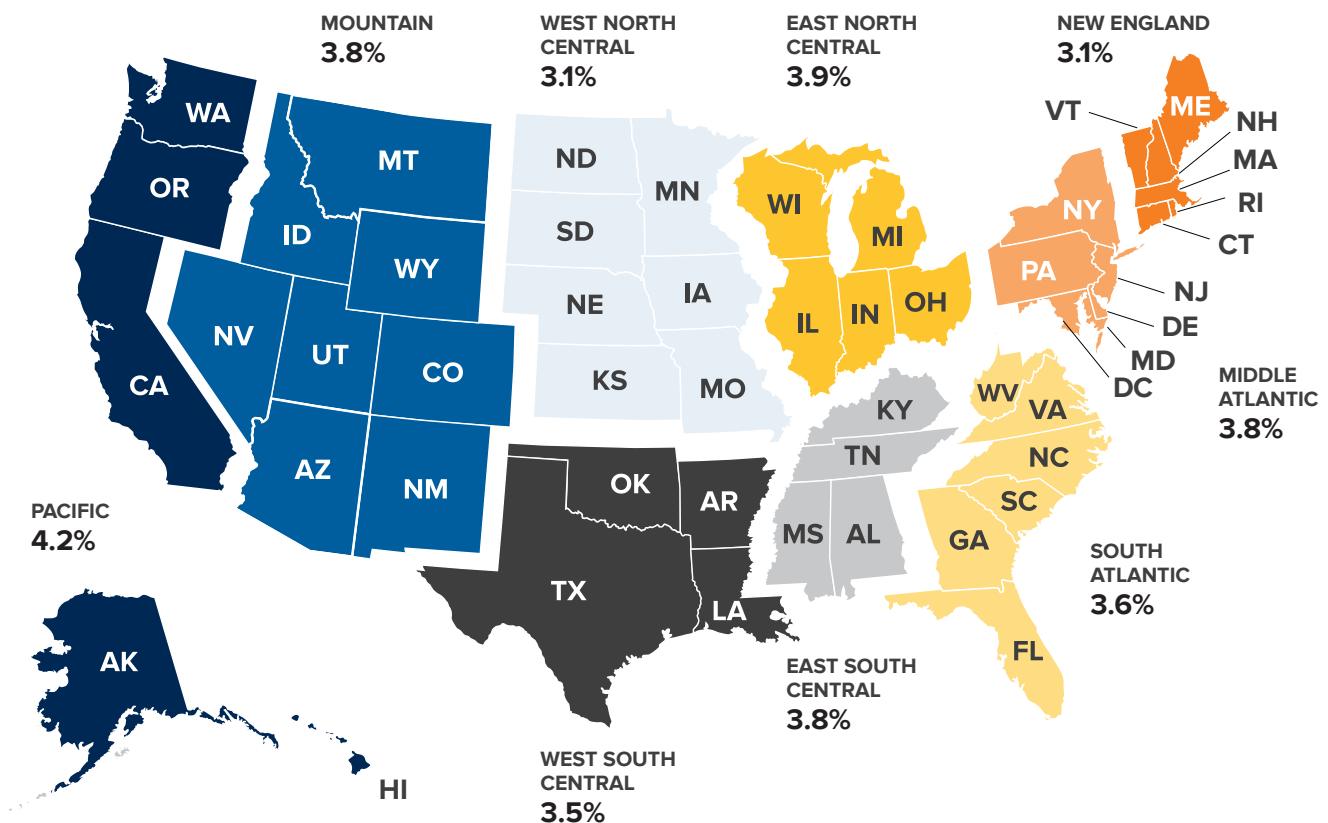 MOUNTAIN
3.8%
WEST NORTH
CENTRAL
3.1%
EAST NORTH
CENTRAL
3.9%
NEW ENGLAND
3.1%
WA
OR
CA
MT
ID
WY
NV
UT
CO
AZ
NM
ND
SD
NE
KS
MN
IA
MO
WI
MI
IL
IN
OH
VT
ME
NH
MA
RI
CT
NY
PA
NJ
DE
MD
DC
MIDDLE
ATLANTIC
3.8%
KY
TN
MS
AL
WV
VA
NC
SC
GA
FL
SOUTH
ATLANTIC
3.6%
OK
AR
TX
LA
PACIFIC
4.2%
AK
HI
EAST SOUTH
CENTRAL
3.8%
WEST SOUTH
CENTRAL
3.5%